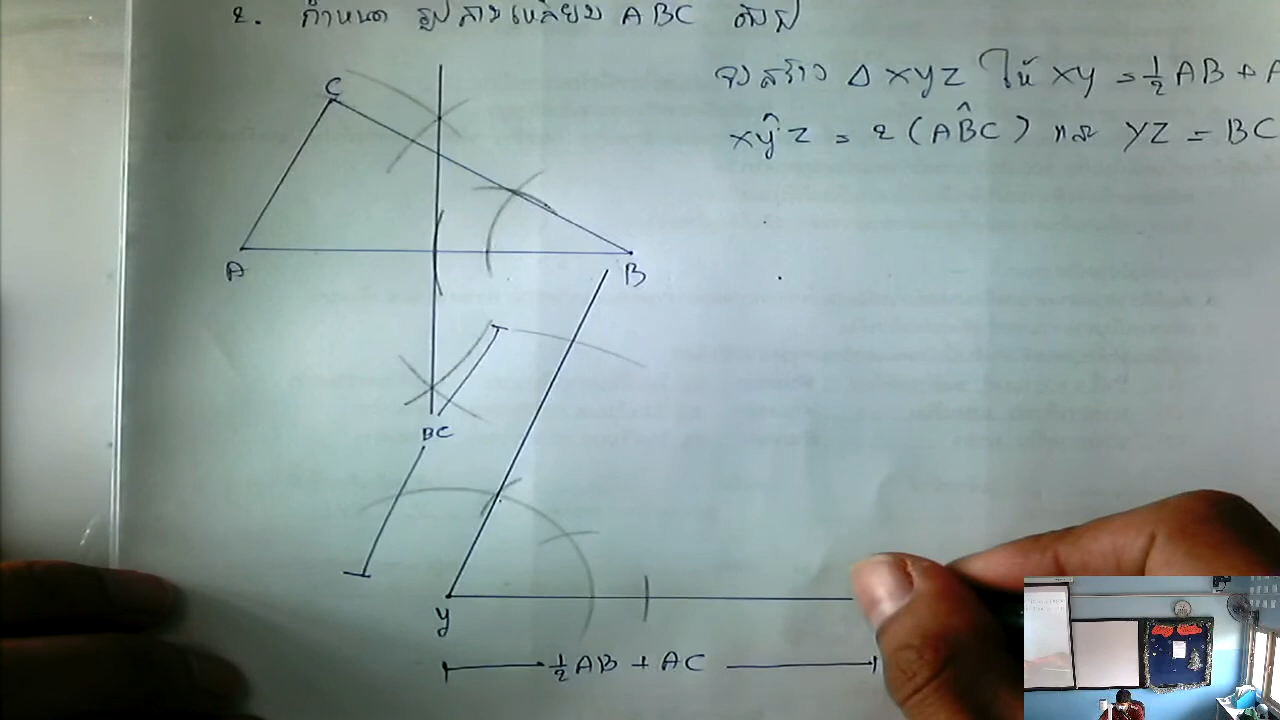 2. กำหนด รูปสามเหลี่ยม ABC ดังรูป
จงสร้าง Δ XYZ ให้ XY = ½ AB + A
XŶZ = 2 (AB̂C) และ YZ = BC
C
A
B
BC
Y
½ AB + AC